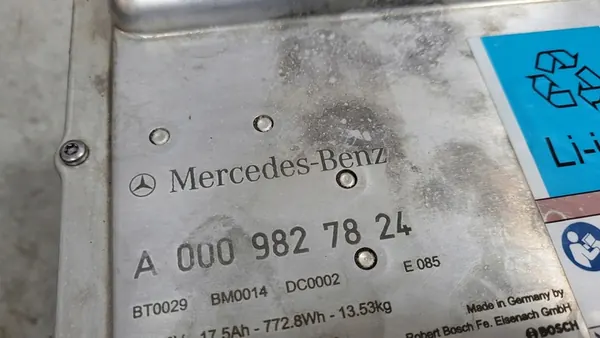 Mercedes-Benz
A 000 982 78 24
BT0029 BM0014 DC0002 E 085
17.5Ah - 772.8Wh - 13.53kg
Li-
Made in Germany by
Robert Bosch Fe. Eisenach GmbH
BOSCH